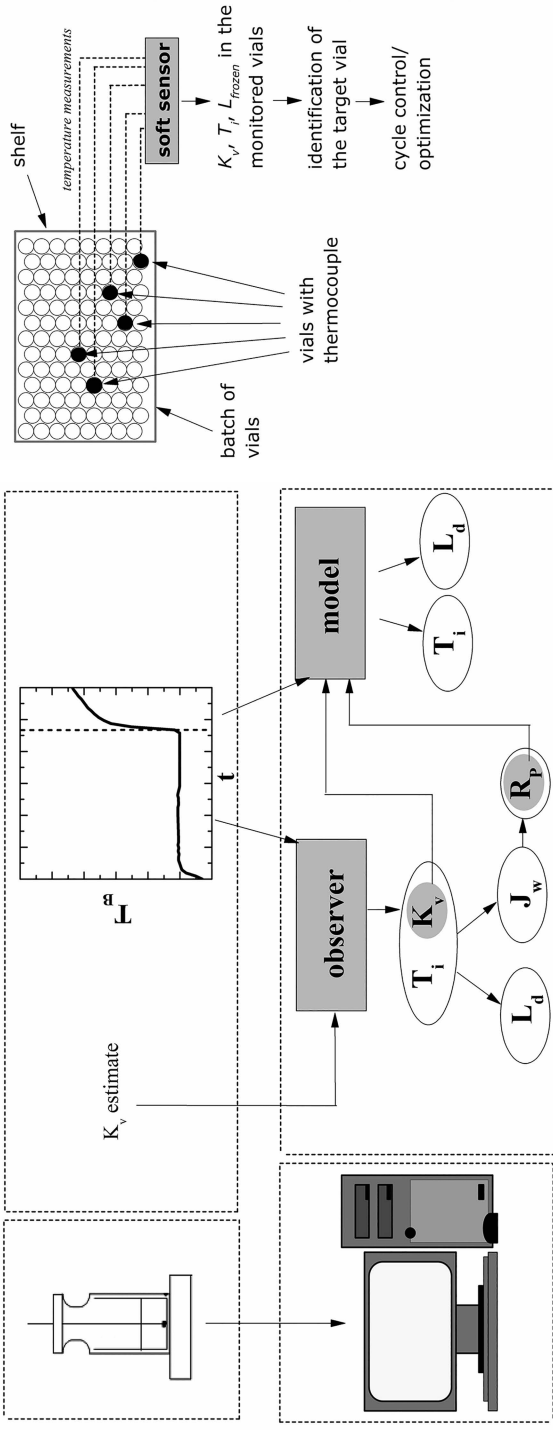 K_v estimate
T_B
t
observer
model
T_i K_v
L_d
J_w
R_P
T_i
L_d
shelf
batch of
vials
vials with
thermocouple
temperature measurements
soft sensor
K_v, T_i, L_frozen in the
monitored vials
identification of
the target vial
cycle control/
optimization